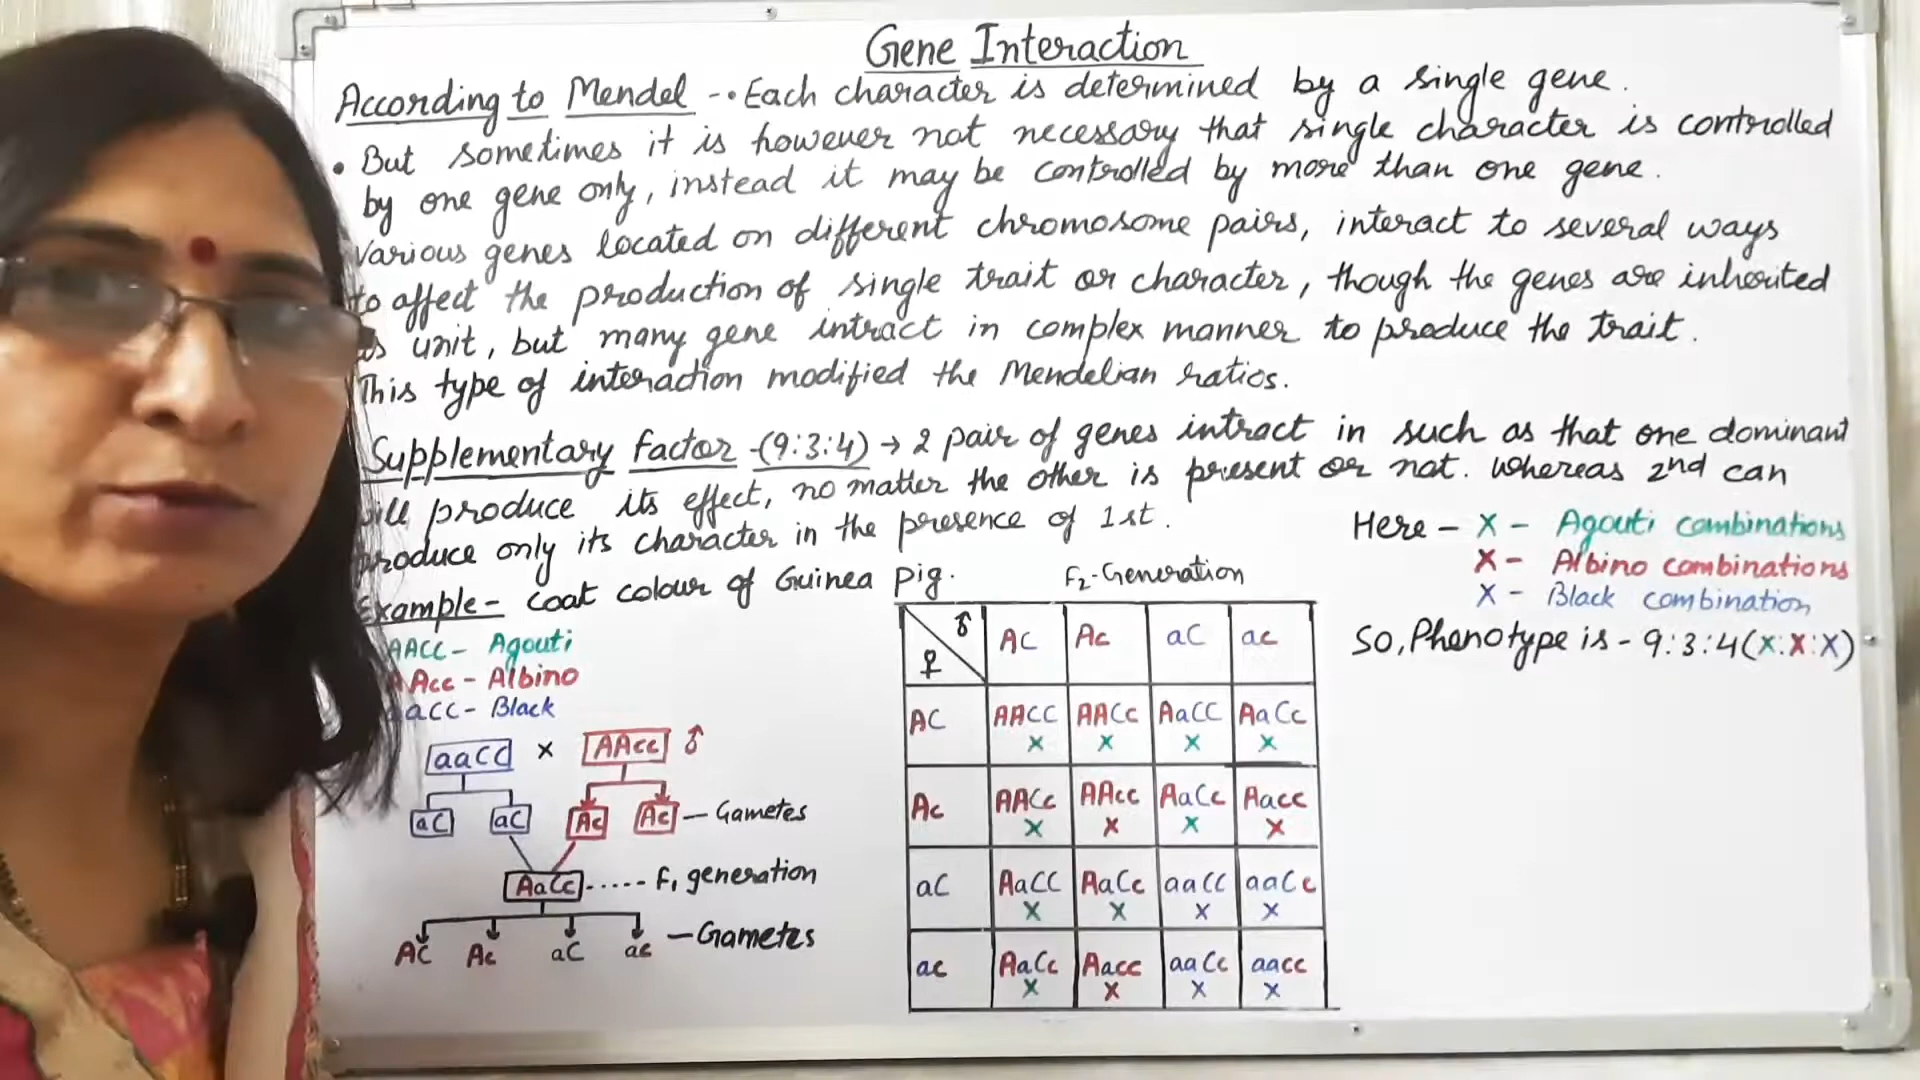 Gene Interaction
According to Mendel -• Each character is determined by a single gene.
• But sometimes it is however not necessary that single character is controlled
by one gene only, instead it may be controlled by more than one gene.
Various genes located on different chromosome pairs, interact to several ways
to affect the production of single trait or character, though the genes are inherited
as unit, but many gene intract in complex manner to produce the trait.
This type of interaction modified the Mendelian ratios.
Supplementary factor -(9:3:4) → 2 pair of genes intract in such as that one dominant
will produce its effect, no matter the other is present or not. Whereas 2nd can
produce only its character in the presence of 1st.
Example- Coat colour of Guinea pig.
AACC- Agouti
AAcc- Albino
aaCC- Black
aaCC x AAcc ♂
aC aC Ac Ac — Gametes
AaCc ...... F1 generation
AC Ac aC ac — Gametes
F2-Generation
♂ ♀ AC Ac aC ac
AC AACC AACc AaCC AaCc
X X X X
Ac AACc AAcc AaCc Aacc
X X X X
aC AaCC AaCc aaCC aaCc
X X X X
ac AaCc Aacc aaCc aacc
X X X X
Here - X - Agouti combinations
X - Albino combinations
X - Black combination
So, Phenotype is - 9:3:4 (X:X:X)